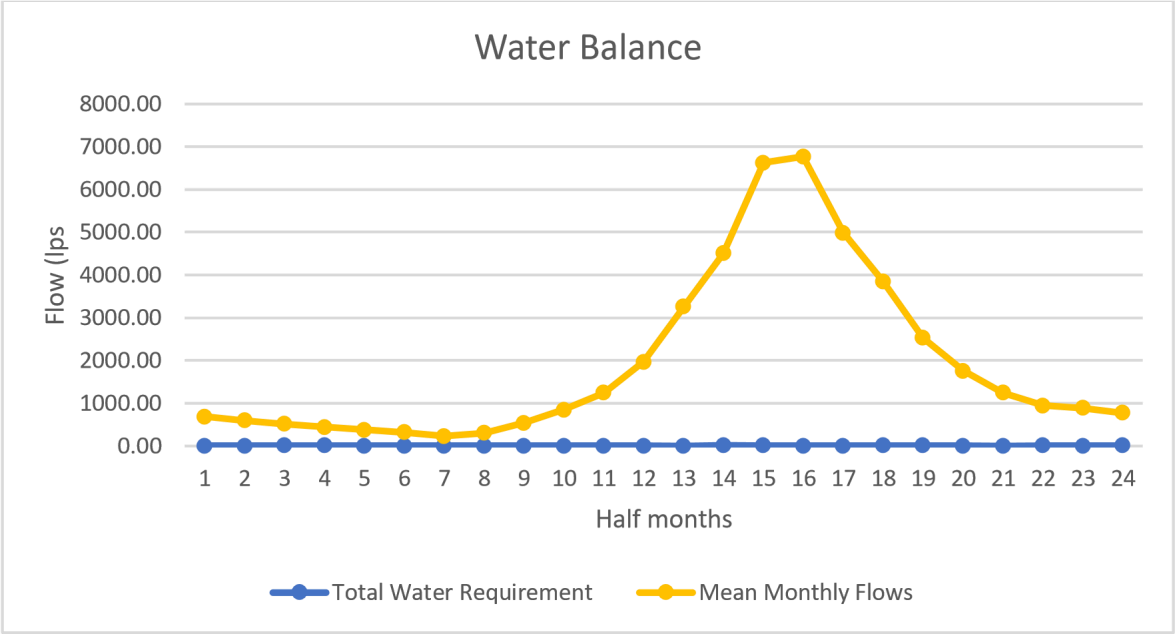 Water Balance
8000.00
7000.00
6000.00
5000.00
4000.00
3000.00
2000.00
1000.00
0.00
Flow (lps
1 2 3 4 5 6 7 8 9 10 11 12 13 14 15 16 17 18 19 20 21 22 23 24
Half months
Total Water Requirement Mean Monthly Flows